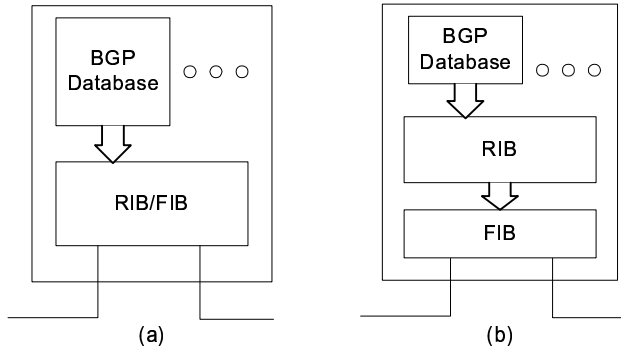 BGP
Database
RIB/FIB
(a)
BGP
Database
RIB
FIB
(b)